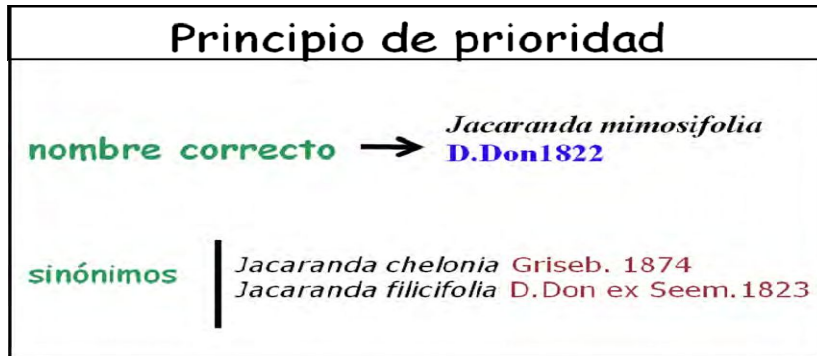 Principio de prioridad
nombre correcto → Jacaranda mimosifolia
D.Don1822
sinónimos
Jacaranda chelonia Griseb. 1874
Jacaranda filicifolia D.Don ex Seem.1823